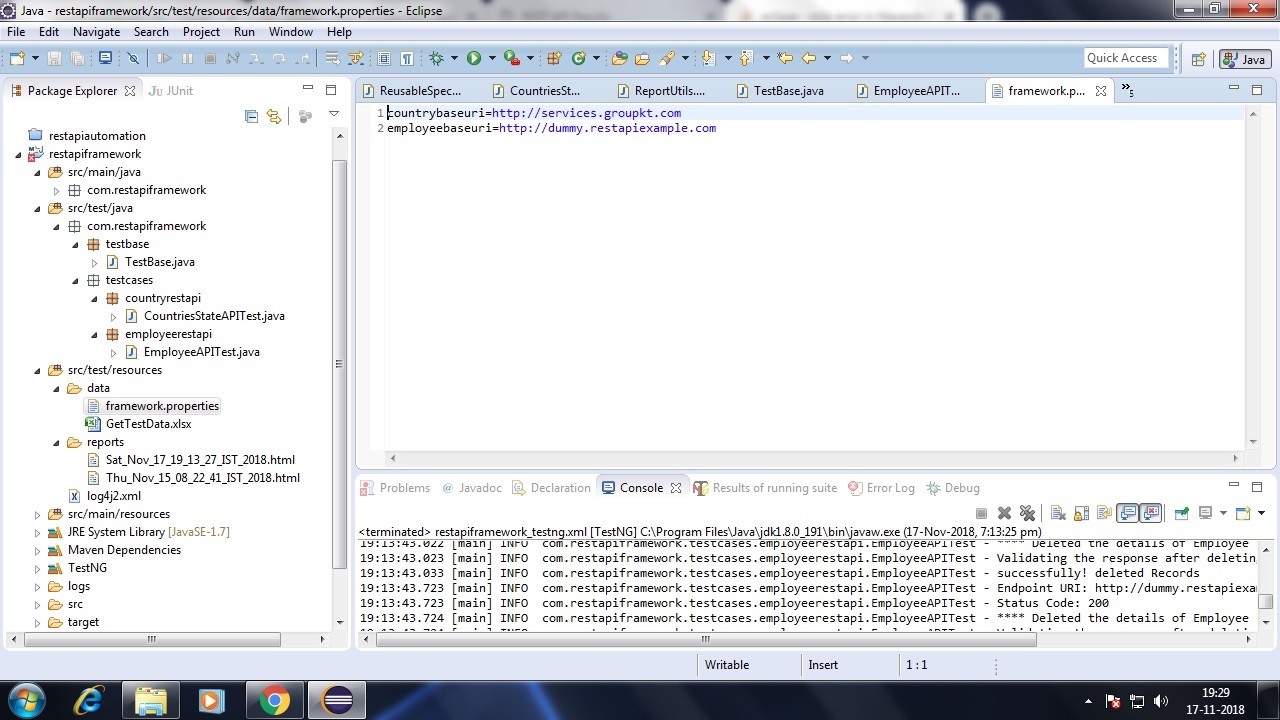 Java - restapiframework/src/test/resources/data/framework.properties - Eclipse
File Edit Navigate Search Project Run Window Help
Quick Access
Java
Package Explorer
JUnit
restapiautomation
restapiframework
src/main/java
com.restapiframework
src/test/java
com.restapiframework
testbase
TestBase.java
testcases
countryrestapi
CountriesStateAPITest.java
employeerestapi
EmployeeAPITest.java
src/test/resources
data
framework.properties
GetTestData.xlsx
reports
Sat_Nov_17_19_13_27_IST_2018.html
Thu_Nov_15_08_22_41_IST_2018.html
log4j2.xml
src/main/resources
JRE System Library [JavaSE-1.7]
Maven Dependencies
TestNG
logs
src
target
ReusableSpec... CountriesSt... ReportUtils.... TestBase.java EmployeeAPIT... framework.p... »5
1 countrybaseuri=http://services.groupkt.com
2 employeebaseuri=http://dummy.restapiexample.com
Problems Javadoc Declaration Console Results of running suite Error Log Debug
<terminated> restapiframework_testng.xml [TestNG] C:\Program Files\Java\jdk1.8.0_191\bin\javaw.exe (17-Nov-2018, 7:13:25 pm)
19:13:43.022 [main] INFO com.restapiframework.testcases.employeerestapi.EmployeeAPITest - **** Deleted the details of Employee
19:13:43.023 [main] INFO com.restapiframework.testcases.employeerestapi.EmployeeAPITest - Validating the response after deletin
19:13:43.033 [main] INFO com.restapiframework.testcases.employeerestapi.EmployeeAPITest - successfully! deleted Records
19:13:43.723 [main] INFO com.restapiframework.testcases.employeerestapi.EmployeeAPITest - Endpoint URI: http://dummy.restapiexa
19:13:43.723 [main] INFO com.restapiframework.testcases.employeerestapi.EmployeeAPITest - Status Code: 200
19:13:43.724 [main] INFO com.restapiframework.testcases.employeerestapi.EmployeeAPITest - **** Deleted the details of Employee
Writable Insert 1 : 1
19:29
17-11-2018